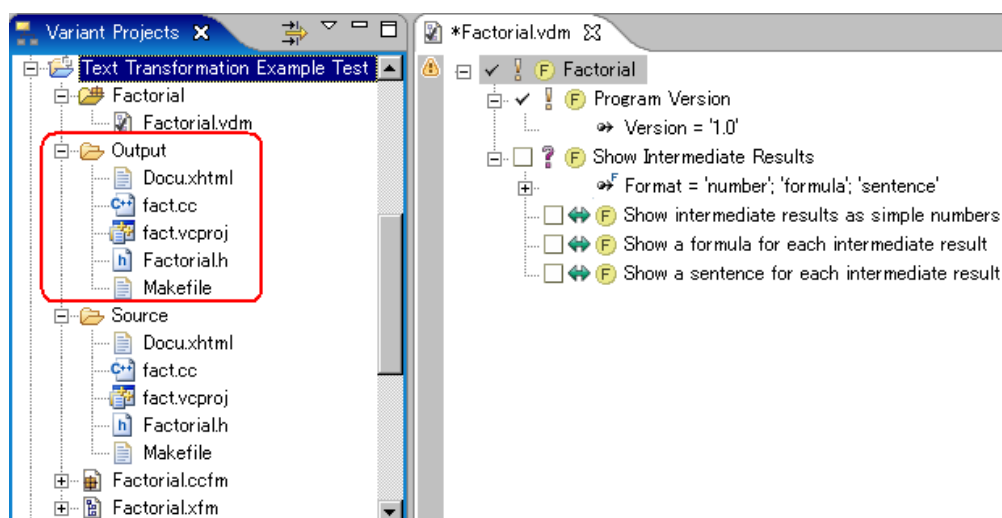 Variant Projects
Text Transformation Example Test
Factorial
Factorial.vdm
Output
Docu.xhtml
fact.cc
fact.vcproj
Factorial.h
Makefile
Source
Docu.xhtml
fact.cc
fact.vcproj
Factorial.h
Makefile
Factorial.ccfm
Factorial.xfm
*Factorial.vdm
F Factorial
F Program Version
Version = '1.0'
F Show Intermediate Results
F Format = 'number'; 'formula'; 'sentence'
F Show intermediate results as simple numbers
F Show a formula for each intermediate result
F Show a sentence for each intermediate result